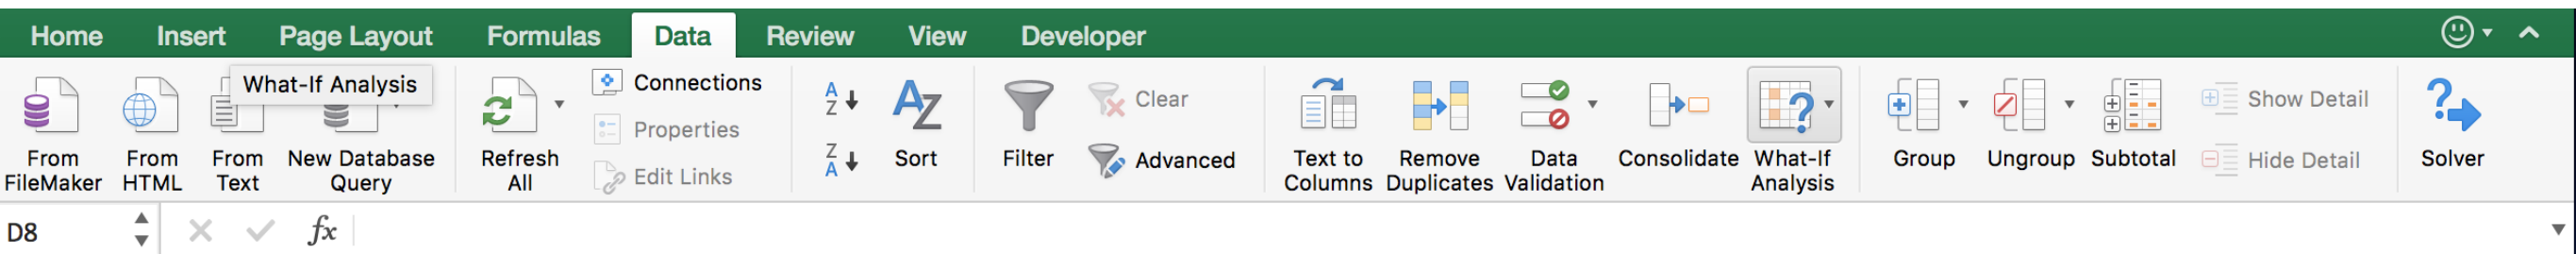 Home Insert Page Layout Formulas Data Review View Developer
What-If Analysis
From FileMaker
From HTML
From Text
New Database Query
Refresh All
Connections
Properties
Edit Links
A Z
Z A
AZ
Sort
Filter
Clear
Advanced
Text to Columns
Remove Duplicates
Data Validation
Consolidate
What-If Analysis
Group
Ungroup
Subtotal
Show Detail
Hide Detail
Solver
D8 fx